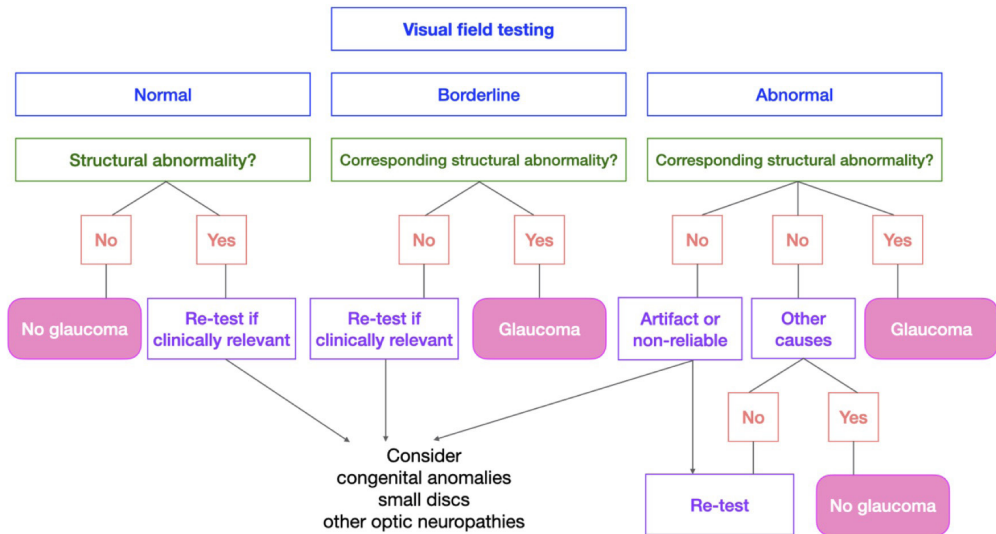 Visual field testing
Normal
Borderline
Abnormal
Structural abnormality?
Corresponding structural abnormality?
Corresponding structural abnormality?
No
Yes
No
Yes
No
No
Yes
No glaucoma
Re-test if
clinically relevant
Re-test if
clinically relevant
Glaucoma
Artifact or
non-reliable
Other
causes
Glaucoma
No
Yes
Consider
congenital anomalies
small discs
other optic neuropathies
Re-test
No glaucoma